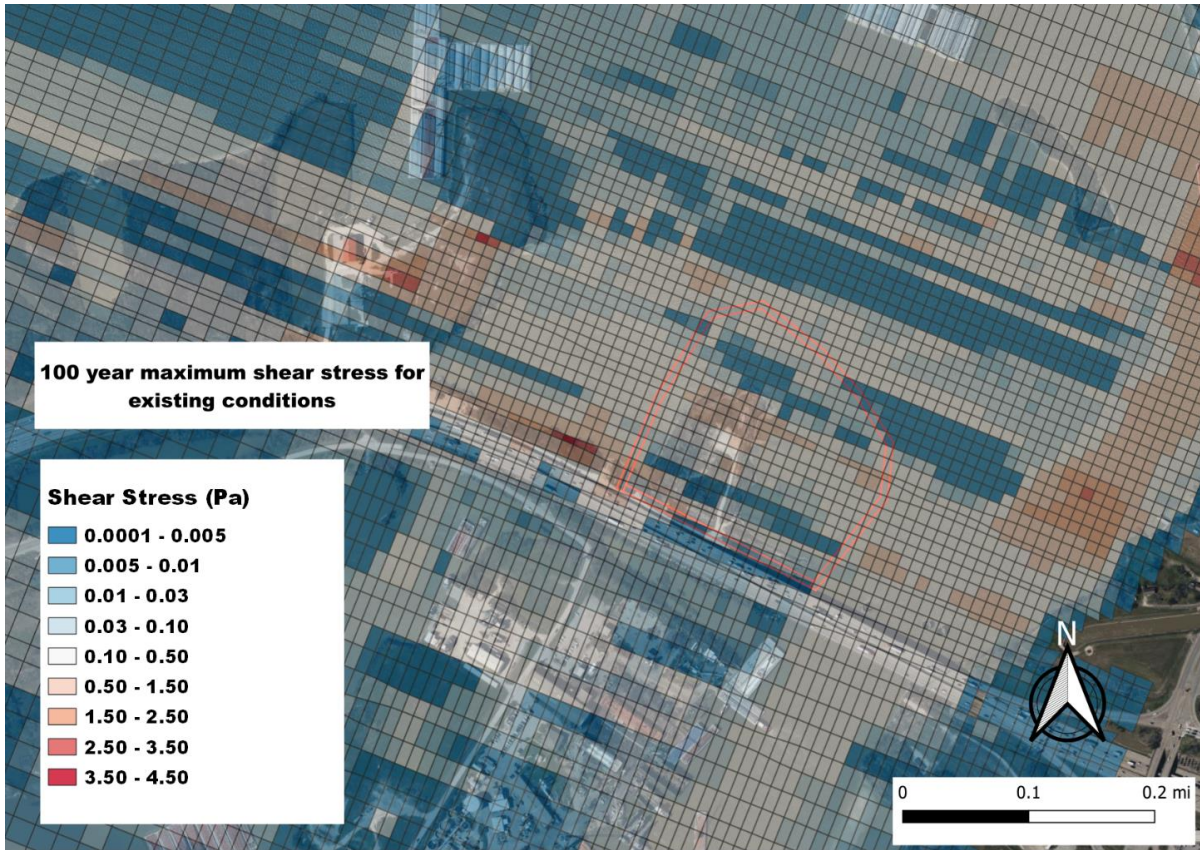 100 year maximum shear stress for
existing conditions
Shear Stress (Pa)
0.0001 - 0.005
0.005 - 0.01
0.01 - 0.03
0.03 - 0.10
0.10 - 0.50
0.50 - 1.50
1.50 - 2.50
2.50 - 3.50
3.50 - 4.50
N
0 0.1 0.2 mi